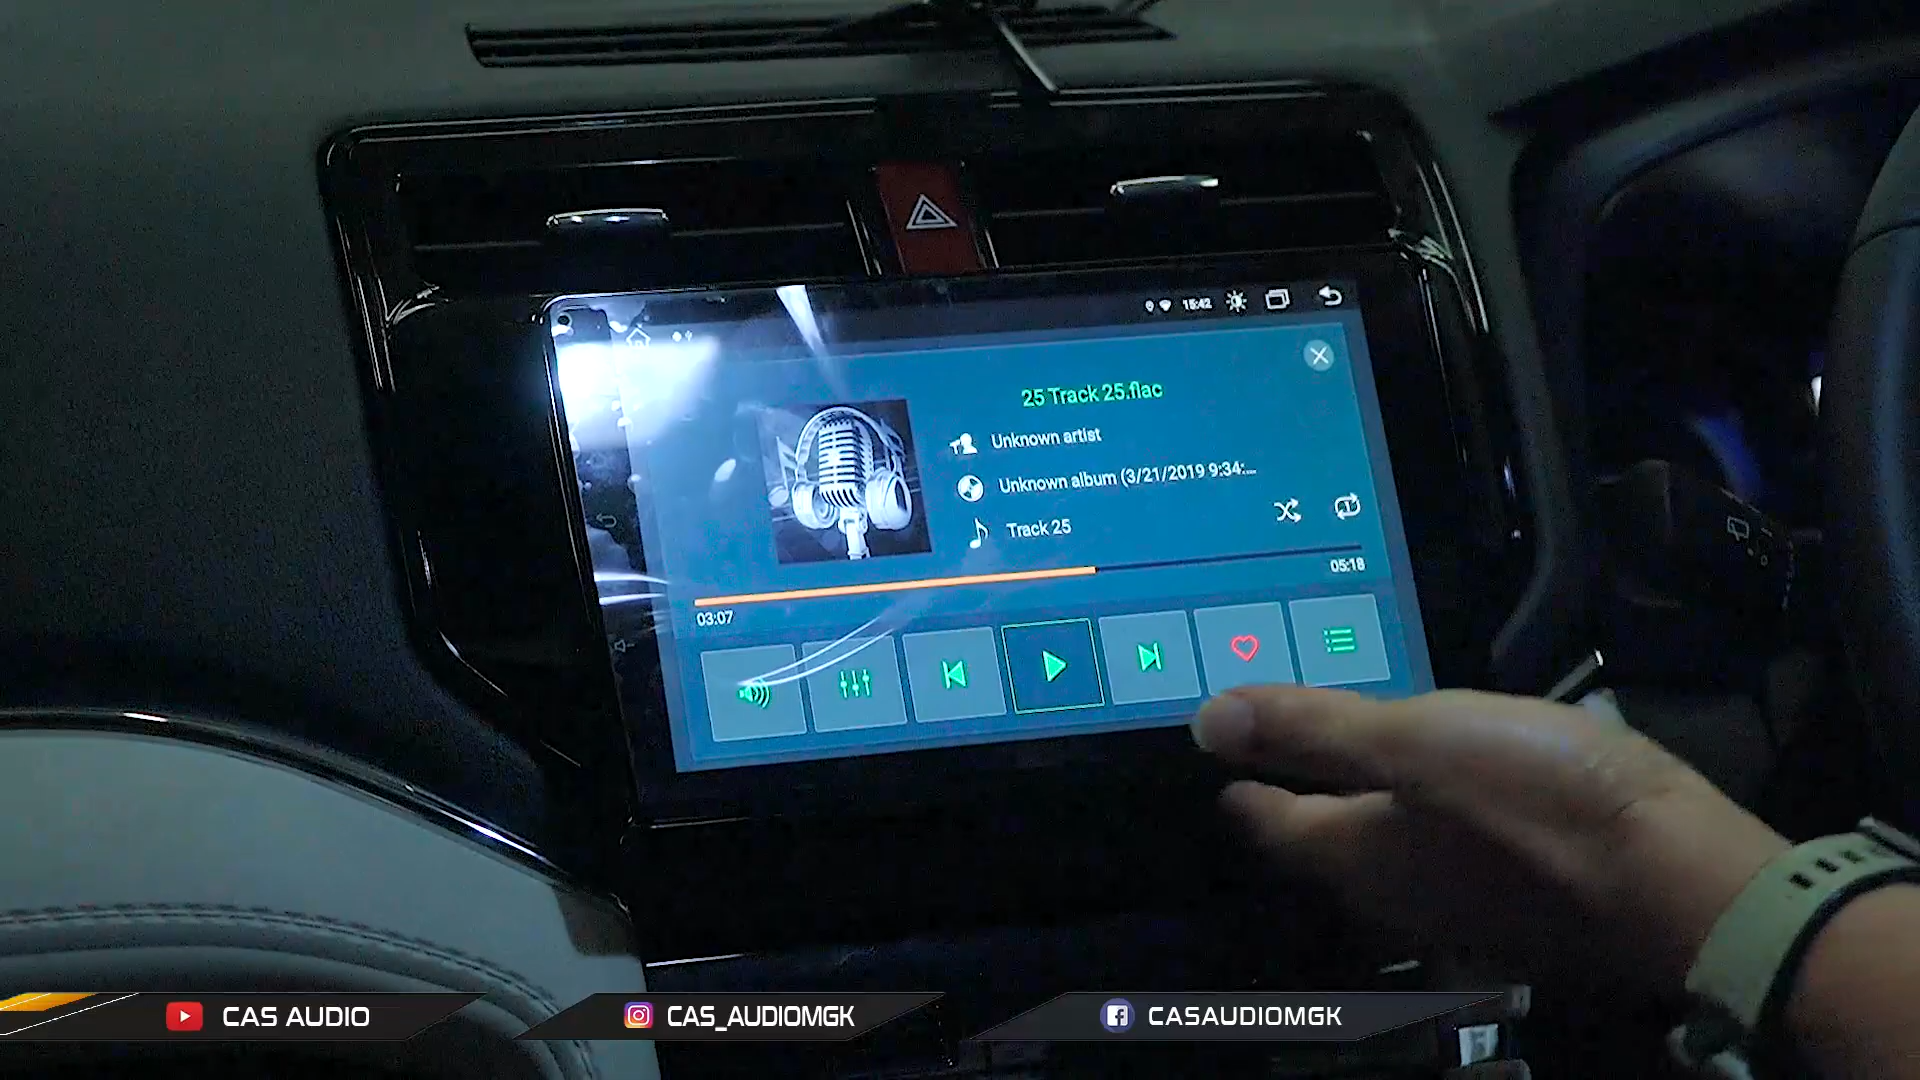 15:42
25 Track 25.flac
Unknown artist
Unknown album (3/21/2019 9:34:...
Track 25
05:18
03:07
CAS AUDIO
CAS_AUDIOMGK
CASAUDIOMGK